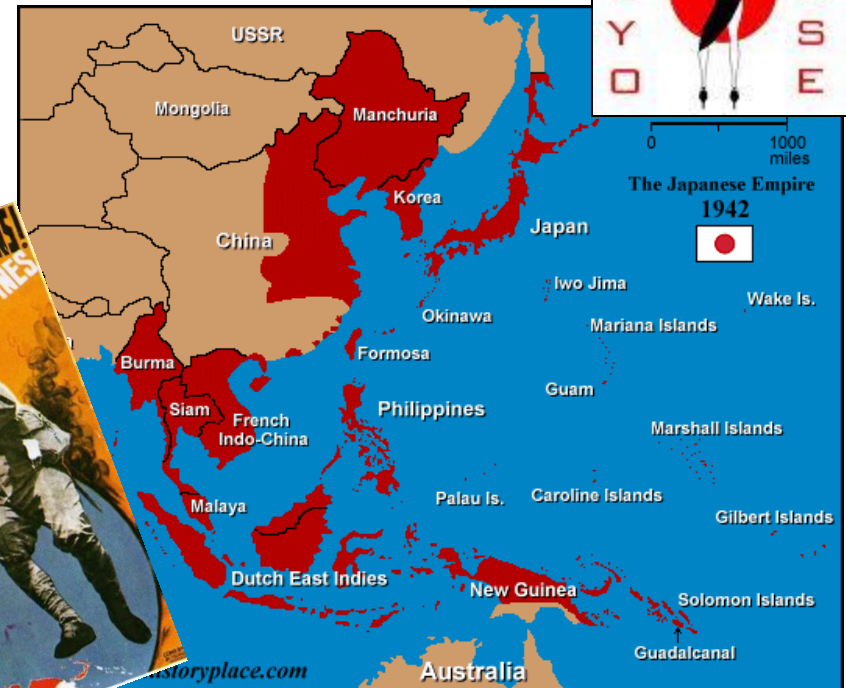 Y S
O E
0 1000
miles
The Japanese Empire
1942
USSR
Mongolia
Manchuria
Korea
China
Japan
Iwo Jima
Wake Is.
Okinawa
Mariana Islands
Formosa
Burma
Guam
Siam
Philippines
French
Indo-China
Marshall Islands
Malaya
Palau Is.
Caroline Islands
Gilbert Islands
Dutch East Indies
New Guinea
Solomon Islands
Guadalcanal
Australia
storyplace.com